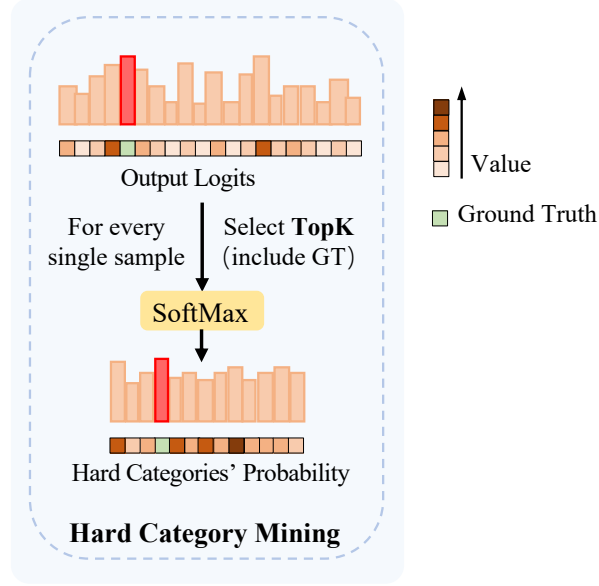 Output Logits
For every
single sample
Select TopK
(include GT)
SoftMax
Hard Categories’ Probability
Hard Category Mining
Value
Ground Truth